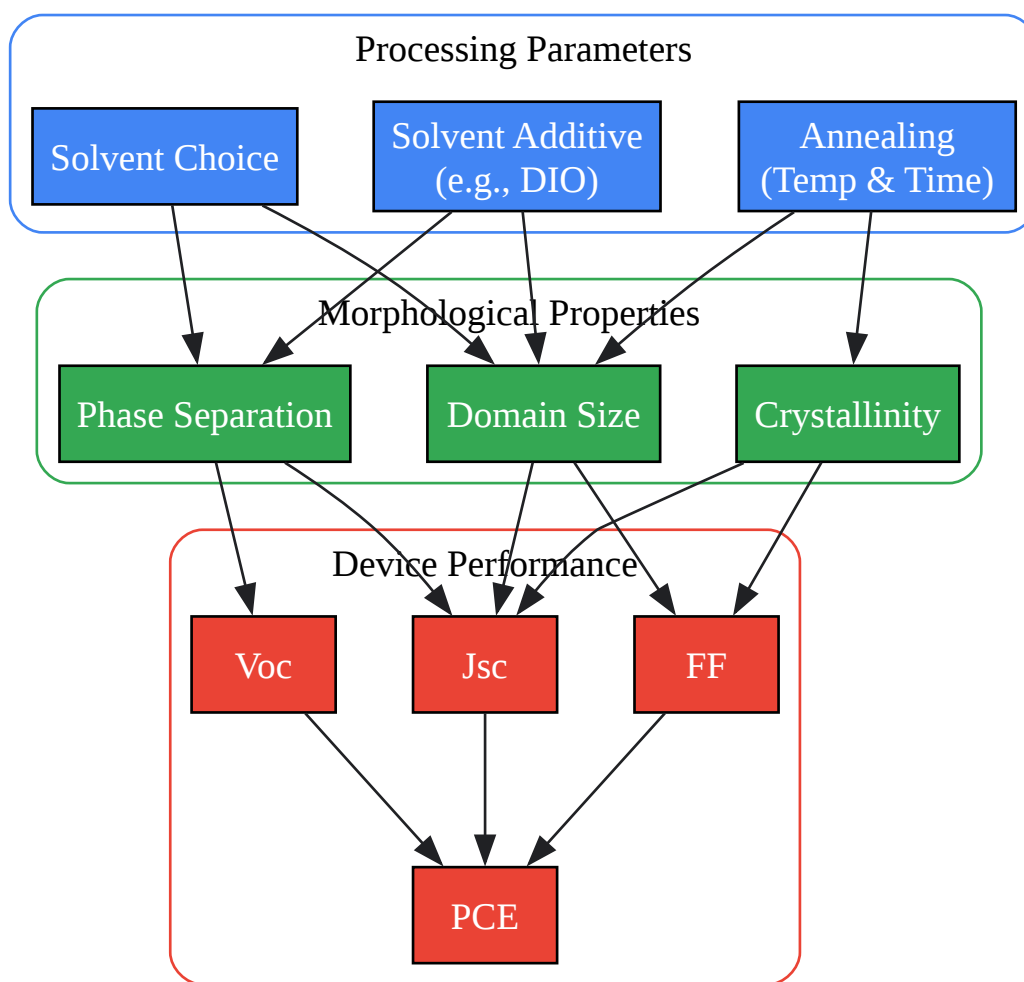 Processing Parameters
Solvent Choice
Solvent Additive
(e.g., DIO)
Annealing
(Temp & Time)
Morphological Properties
Phase Separation
Domain Size
Crystallinity
Device Performance
Voc
Jsc
FF
PCE